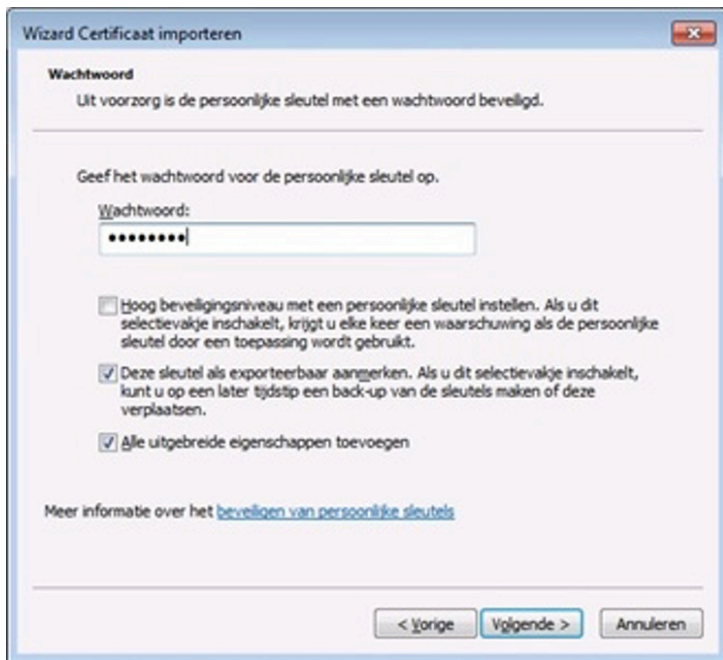 Wizard Certificaat importeren
Wachtwoord
Uit voorzorg is de persoonlijke sleutel met een wachtwoord beveiligd.
Geef het wachtwoord voor de persoonlijke sleutel op.
Wachtwoord:
••••••••
Hoog beveiligingsniveau met een persoonlijke sleutel instellen. Als u dit
selectievakje inschakelt, krijgt u elke keer een waarschuwing als de persoonlijke
sleutel door een toepassing wordt gebruikt.
Deze sleutel als exporteerbaar aanmerken. Als u dit selectievakje inschakelt,
kunt u op een later tijdstip een back-up van de sleutels maken of deze
verplaatsen.
Alle uitgebreide eigenschappen toevoegen
Meer informatie over het beveiligen van persoonlijke sleutels
< Vorige Volgende > Annuleren